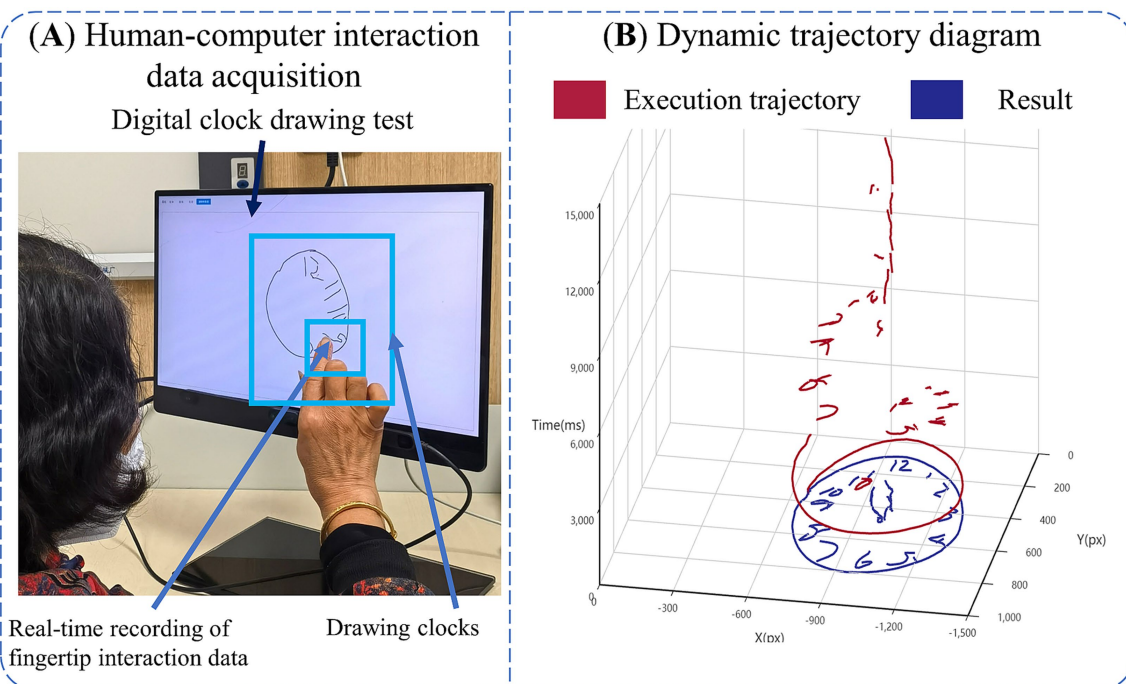 (A) Human-computer interaction
data acquisition
Digital clock drawing test
12
Real-time recording of
fingertip interaction data
Drawing clocks
(B) Dynamic trajectory diagram
Execution trajectory
Result
15,000
12,000
9,000
Time(ms)
6,000
3,000
0
0
-300
-600
-900
-1,200
-1,500
X(px)
0
200
400
600
800
1,000
Y(px)
12
6